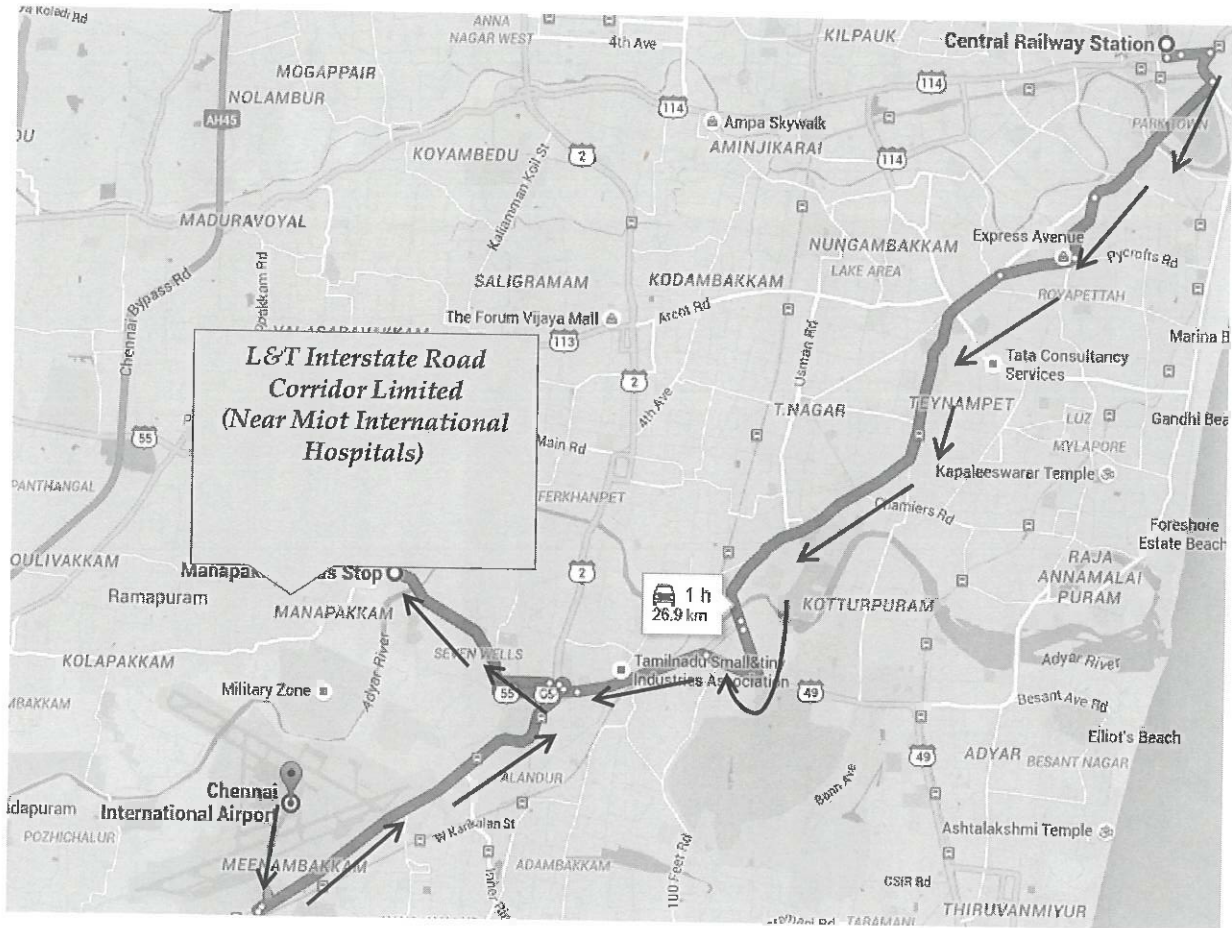 ANNA
NAGAR WEST
4th Ave
KILPAUK
Central Railway Station
MOGAPPAIR
NOLAMBUR
AH45
114
114
Ampa Skywalk
PARK TOWN
KOYAMBEDU
2
AMINJIKARAI
114
Kaliamman Koil St
MADURAVOYAL
NUNGAMBAKKAM
LAKE AREA
Express Avenue
Pycrofts Rd
Chennai Bypass Rd
SALIGRAMAM
KODAMBAKKAM
ROYAPETTAH
The Forum Vijaya Mall
Arcot Rd
113
Usman Rd
Marina B
L&T Interstate Road
Corridor Limited
(Near Miot International
Hospitals)
Tata Consultancy
Services
2
4th Ave
T.NAGAR
TEYNAMPET
LUZ
MYLAPORE
Gandhi Bea
55
Main Rd
Kapaleeswarar Temple
PANTHANGAL
FERKHANPET
Chamiers Rd
Foreshore
Estate Beach
OULIVAKKAM
Stop
2
RAJA
ANNAMALAI
PURAM
Ramapuram
MANAPAKKAM
1 h
26.9 km
KOTTURPURAM
KOLAPAKKAM
SEVEN WELLS
Adyar River
Tamilnadu Small&tiny
Industries Association
Adyar River
Military Zone
55
49
Besant Ave Rd
MBAKKAM
Elliot's Beach
ADYAR
BESANT NAGAR
49
Chennai
International Airport
ALANDUR
dapuram
POZHICHALUR
W Karikalan St
Ashtalakshmi Temple
MEENAMBAKKAM
ADAMBAKKAM
100 Feet Rd
CSIR Rd
THIRUVANMIYUR
TARAMANI